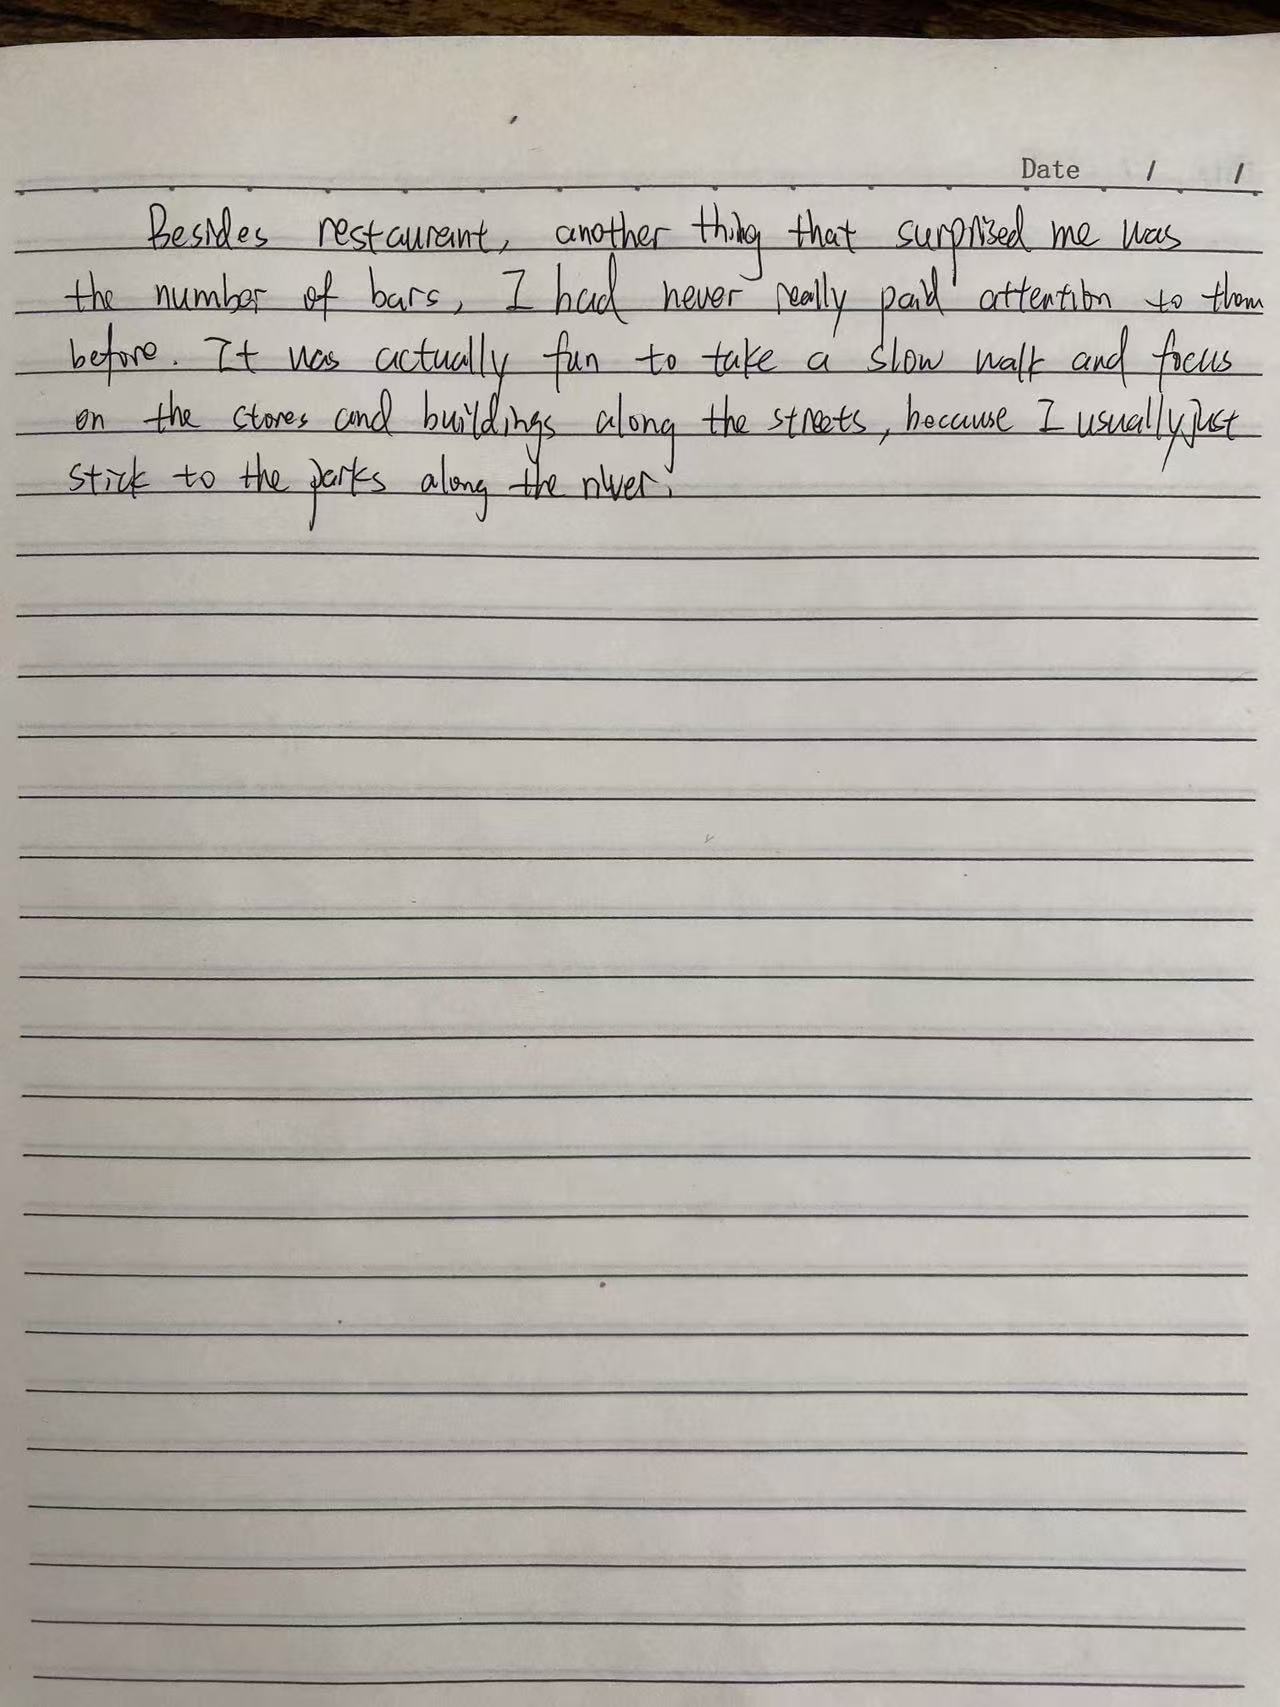 Date / /
Besides restaurant, another thing that surprised me was
the number of bars, I had never really paid attention to them
before. It was actually fun to take a slow walk and focus
on the stores and buildings along the streets, because I usually just
stick to the parks along the river.